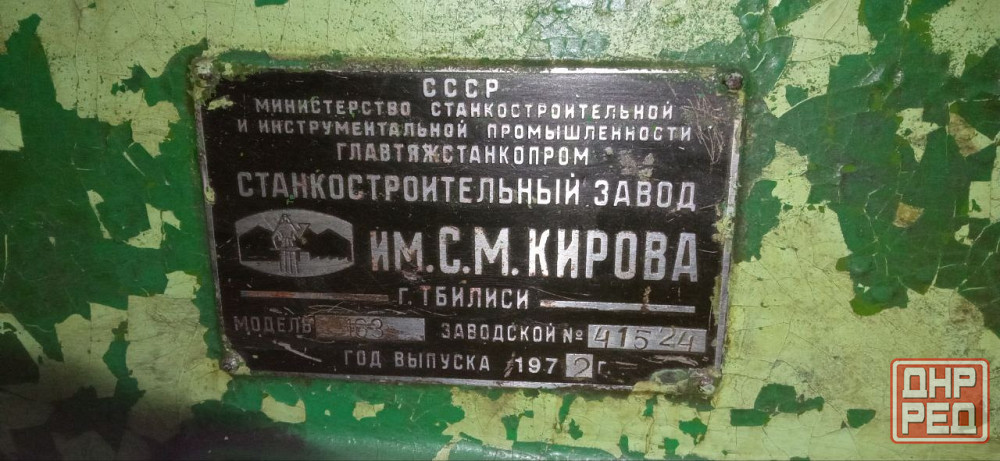 СССР
МИНИСТЕРСТВО СТАНКОСТРОИТЕЛЬНОЙ
И ИНСТРУМЕНТАЛЬНОЙ ПРОМЫШЛЕННОСТИ
ГЛАВТЯЖСТАНКОПРОМ
СТАНКОСТРОИТЕЛЬНЫЙ ЗАВОД
ИМ. С. М. КИРОВА
Г. ТБИЛИСИ
МОДЕЛЬ 163 ЗАВОДСКОЙ № 41524
ГОД ВЫПУСКА 1972 Г.
ДНР
РЕД